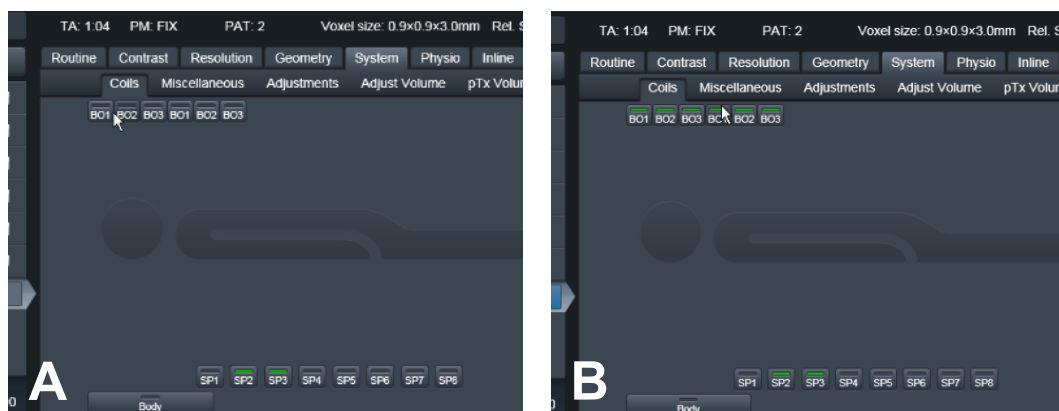 TA: 1:04 PM: FIX PAT: 2 Voxel size: 0.9×0.9×3.0mm Rel. S
Routine Contrast Resolution Geometry System Physio Inline
Coils Miscellaneous Adjustments Adjust Volume pTx Volur
BO1 BO2 BO3 BO1 BO2 BO3
SP1 SP2 SP3 SP4 SP5 SP6 SP7 SP8
Body
A
TA: 1:04 PM: FIX PAT: 2 Voxel size: 0.9×0.9×3.0mm Rel. S
Routine Contrast Resolution Geometry System Physio Inline
Coils Miscellaneous Adjustments Adjust Volume pTx Volur
BO1 BO2 BO3 BO2 BO3
SP1 SP2 SP3 SP4 SP5 SP6 SP7 SP8
Body
B